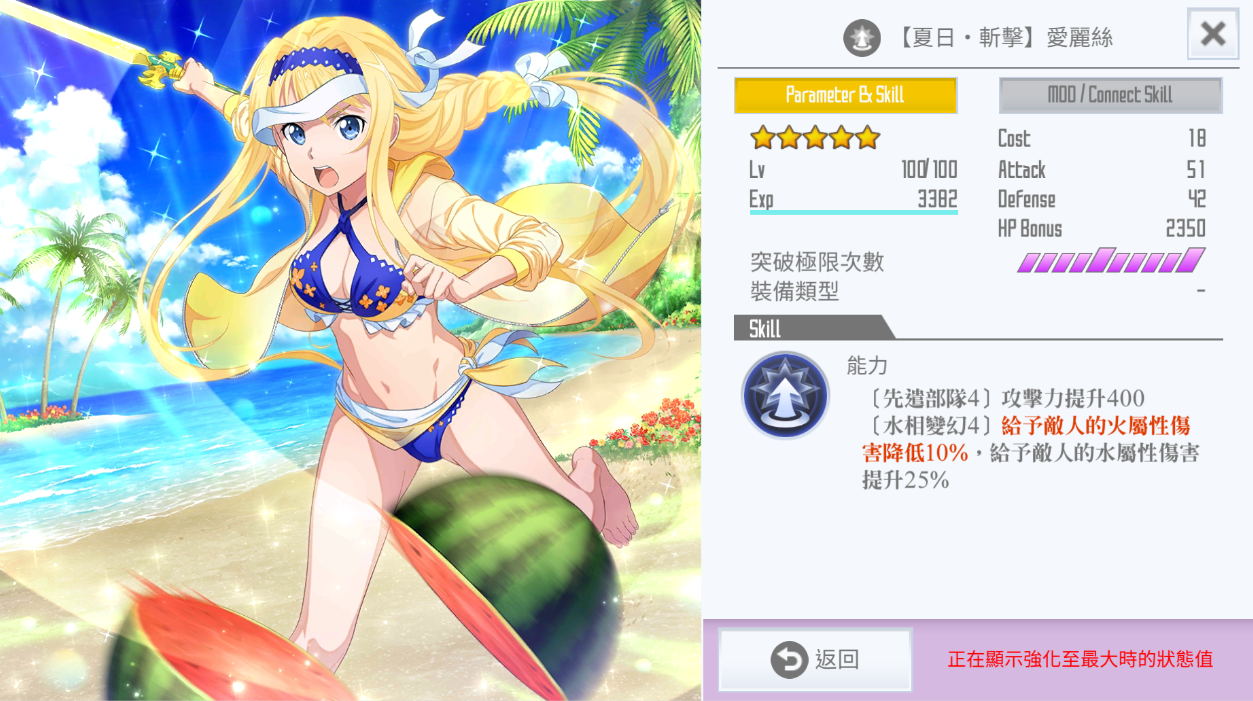 【夏日・斬擊】愛麗絲
Parameter & Skill
MOD / Connect Skill
Lv 100/100
Exp 3382
Cost 18
Attack 51
Defense 42
HP Bonus 2350
突破極限次數
裝備類型 -
Skill
能力
〔先遣部隊4〕攻擊力提升400
〔水相變幻4〕給予敵人的火屬性傷
害降低10%，給予敵人的水屬性傷害
提升25%
返回
正在顯示強化至最大時的狀態值